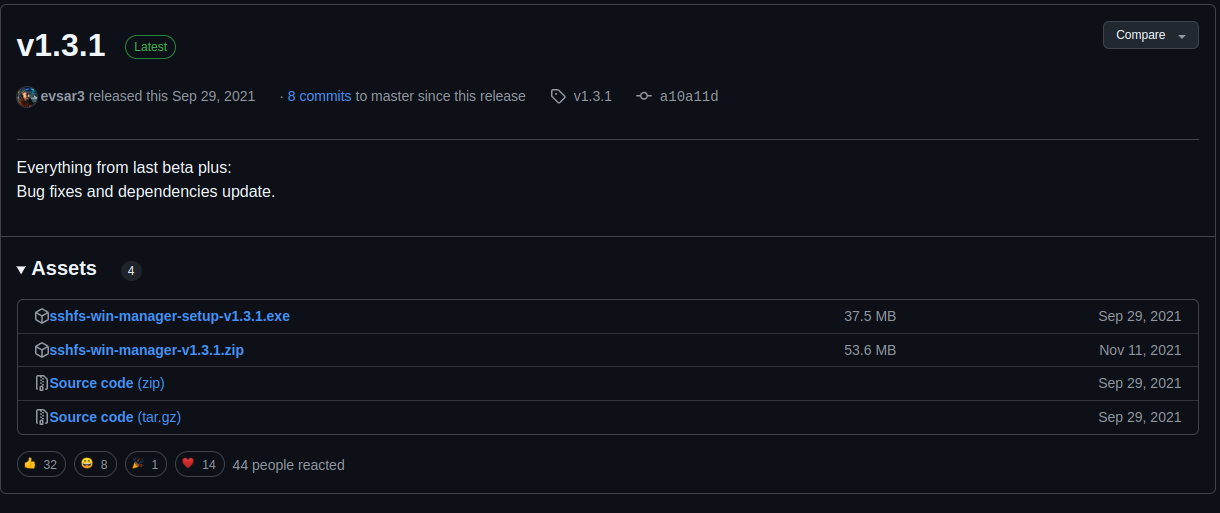 v1.3.1 Latest Compare
evsar3 released this Sep 29, 2021 · 8 commits to master since this release v1.3.1 a10a11d
Everything from last beta plus:
Bug fixes and dependencies update.
Assets 4
sshfs-win-manager-setup-v1.3.1.exe 37.5 MB Sep 29, 2021
sshfs-win-manager-v1.3.1.zip 53.6 MB Nov 11, 2021
Source code (zip) Sep 29, 2021
Source code (tar.gz) Sep 29, 2021
👍 32 😄 8 🎉 1 ❤️ 14 44 people reacted